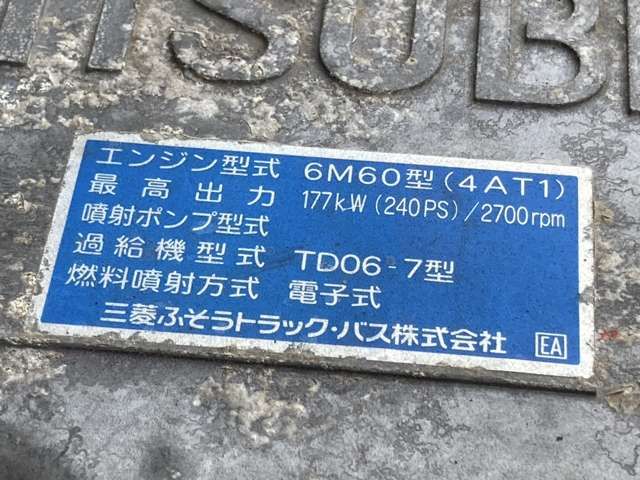 TSUBI
エンジン型式 6M60型(4AT1)
最高出力 177kW(240PS)/2700rpm
噴射ポンプ型式
過給機型式 TD06-7型
燃料噴射方式 電子式
三菱ふそうトラック・バス株式会社 EA